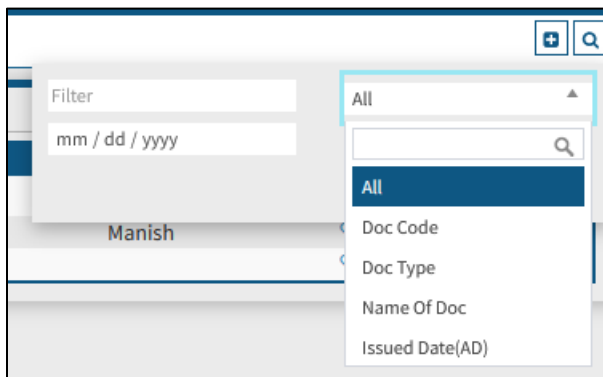 Filter
All
mm / dd / yyyy
All
Doc Code
Manish
Doc Type
Name Of Doc
Issued Date(AD)